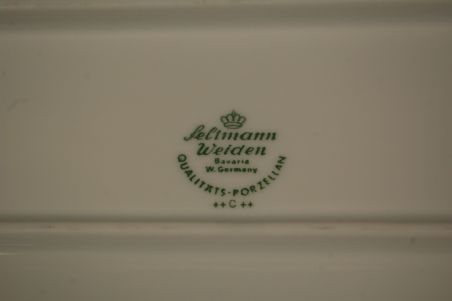 Seltmann
Weiden
Bavaria
W. Germany
QUALITÄTS-PORZELLAN
++C++